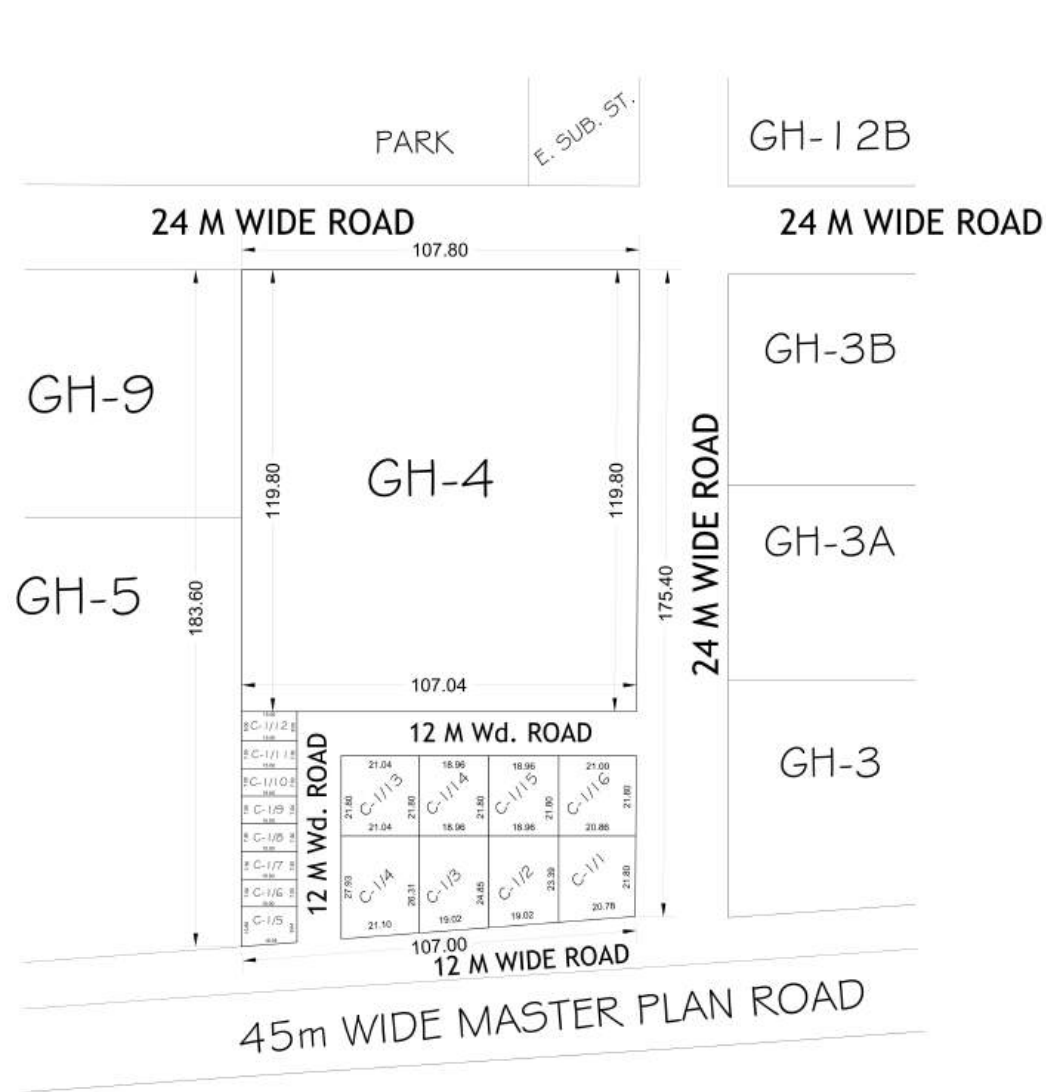 PARK
E. SUB. ST.
GH-12B
24 M WIDE ROAD
24 M WIDE ROAD
107.80
GH-9
GH-4
119.80
119.80
GH-5
183.60
175.40
24 M WIDE ROAD
GH-3B
GH-3A
GH-3
107.04
12 M Wd. ROAD
12 M Wd. ROAD
C-1/12
C-1/11
C-1/10
C-1/9
C-1/8
C-1/7
C-1/6
C-1/5
21.04
18.96
18.96
21.00
21.80
C-1/13
21.80
C-1/14
21.80
C-1/15
21.80
C-1/16
21.80
21.04
18.96
18.96
20.86
27.93
C-1/4
26.31
C-1/3
24.85
C-1/2
23.39
C-1/1
21.80
21.10
19.02
19.02
20.78
107.00
12 M WIDE ROAD
45m WIDE MASTER PLAN ROAD